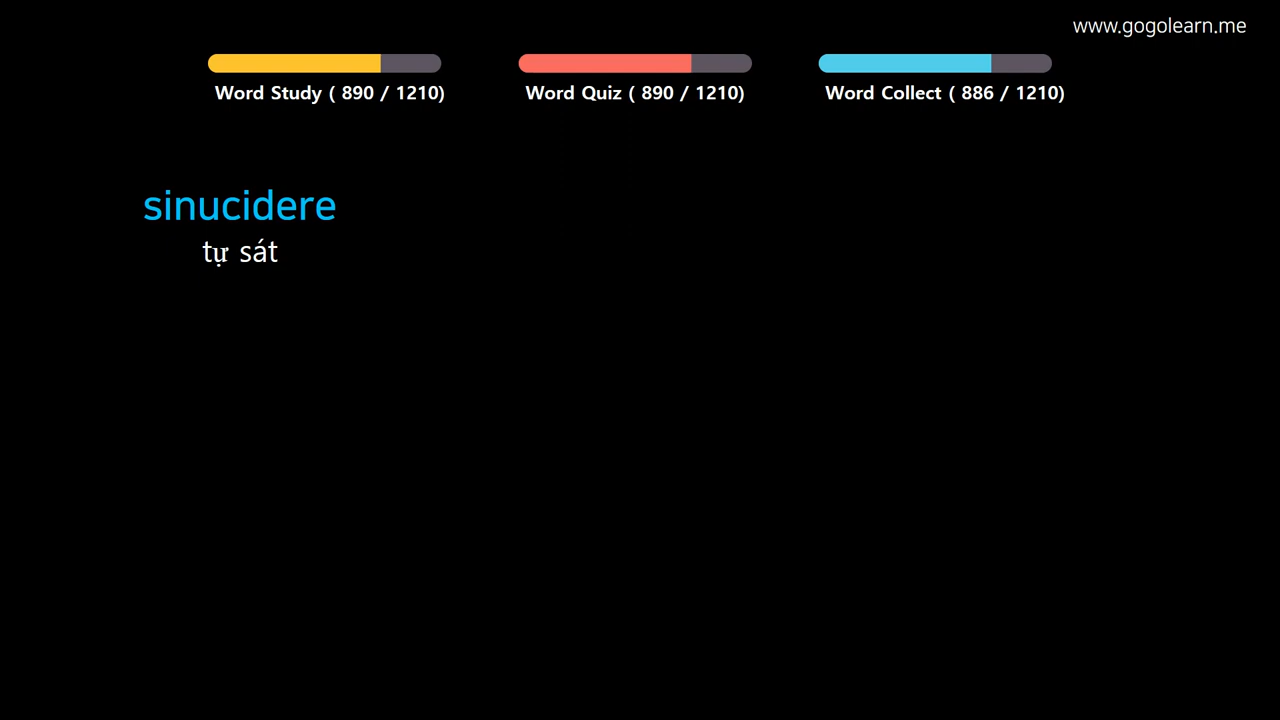 www.gogolearn.me
Word Study ( 890 / 1210)
Word Quiz ( 890 / 1210)
Word Collect ( 886 / 1210)
sinucidere
tự sát